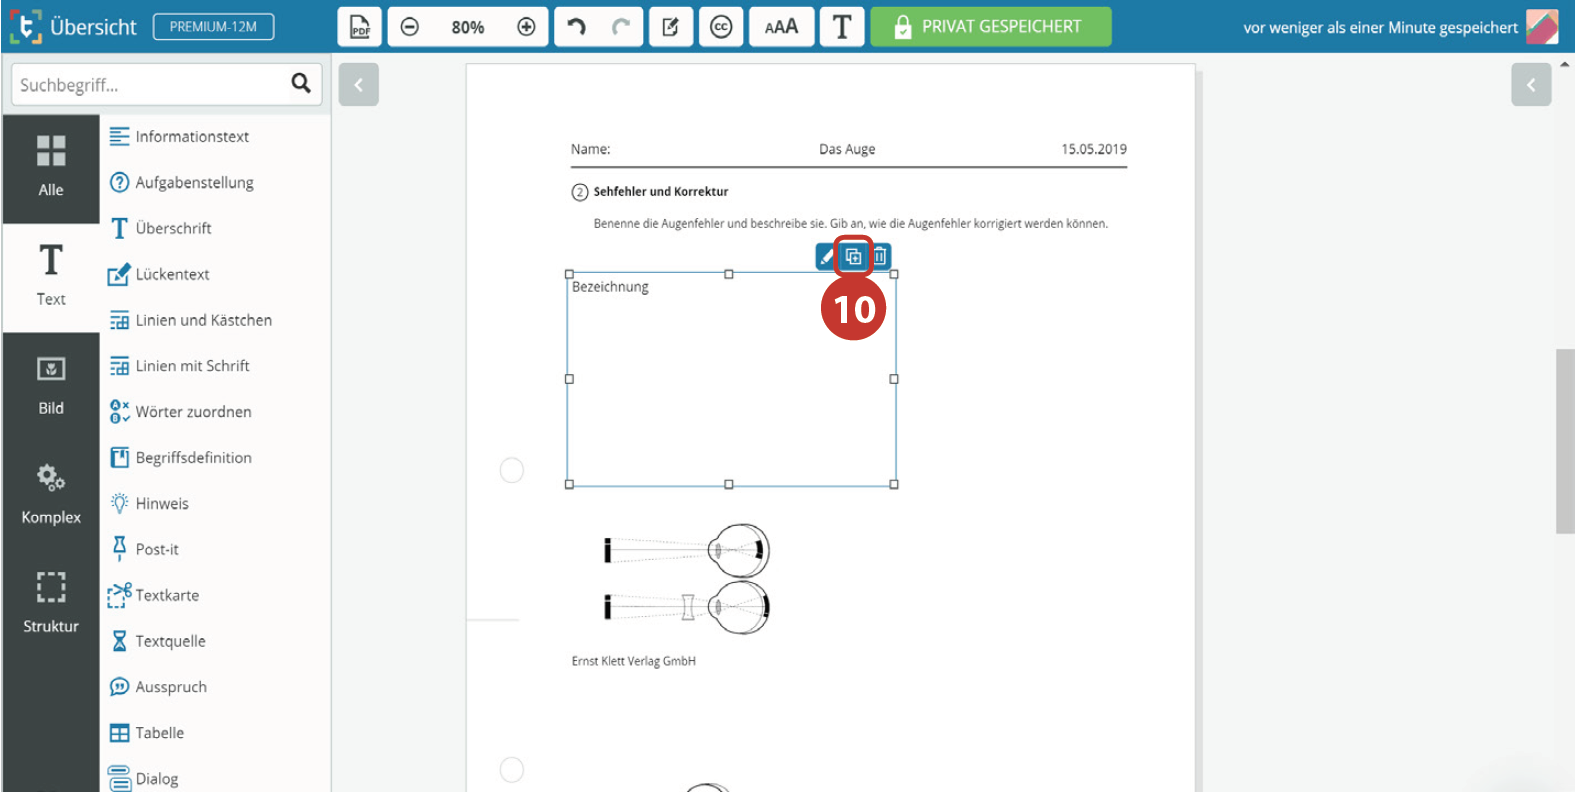 Übersicht PREMIUM-12M PDF 80% cc AAA T PRIVAT GESPEICHERT vor weniger als einer Minute gespeichert
Suchbegriff...
Alle
Text
Bild
Komplex
Struktur
Informationstext
Aufgabenstellung
Überschrift
Lückentext
Linien und Kästchen
Linien mit Schrift
Wörter zuordnen
Begriffsdefinition
Hinweis
Post-it
Textkarte
Textquelle
Ausspruch
Tabelle
Dialog
Name: Das Auge 15.05.2019
2 Sehfehler und Korrektur
Benenne die Augenfehler und beschreibe sie. Gib an, wie die Augenfehler korrigiert werden können.
Bezeichnung
10
Ernst Klett Verlag GmbH